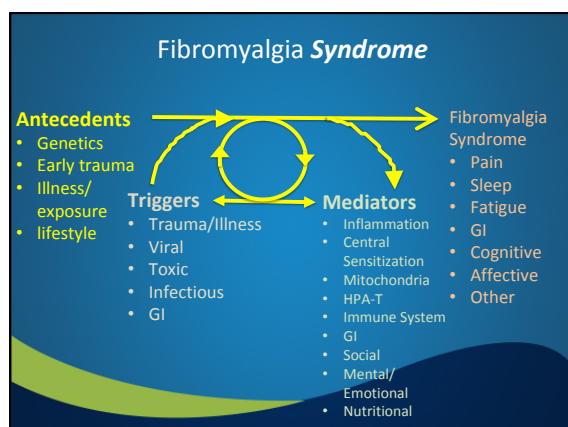 Fibromyalgia Syndrome
Antecedents
• Genetics
• Early trauma
• Illness/
exposure
• lifestyle
Triggers
• Trauma/Illness
• Viral
• Toxic
• Infectious
• GI
Mediators
• Inflammation
• Central
Sensitization
• Mitochondria
• HPA-T
• Immune System
• GI
• Social
• Mental/
Emotional
• Nutritional
Fibromyalgia
Syndrome
• Pain
• Sleep
• Fatigue
• GI
• Cognitive
• Affective
• Other